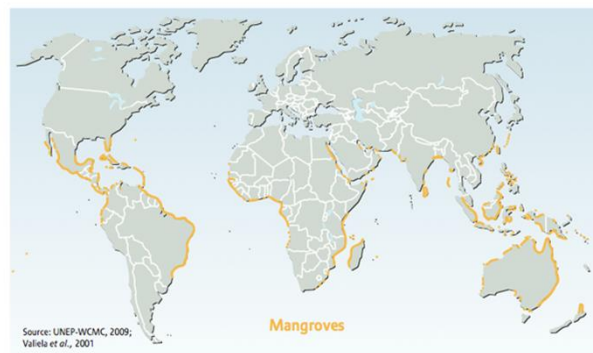 Mangroves
Source: UNEP-WCMC, 2009;
Valiela et al., 2001